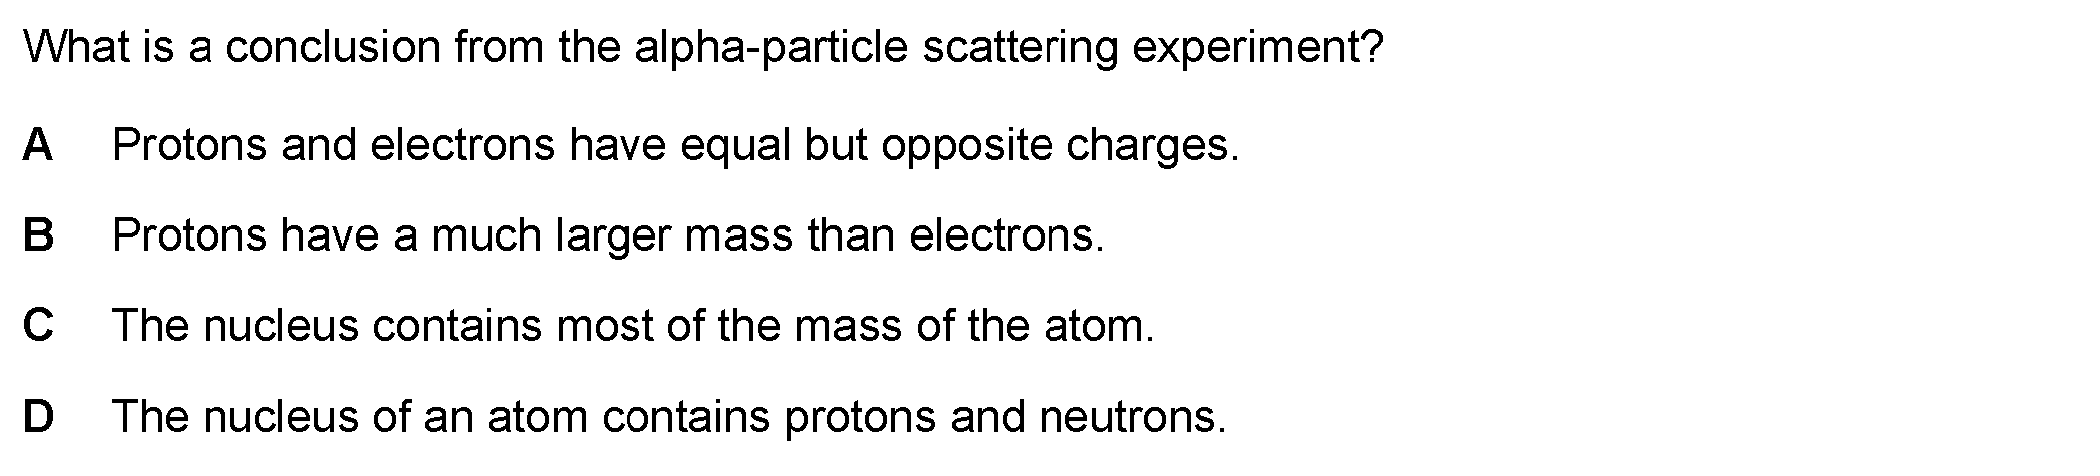 What is a conclusion from the alpha-particle scattering experiment?
A Protons and electrons have equal but opposite charges.
B Protons have a much larger mass than electrons.
C The nucleus contains most of the mass of the atom.
D The nucleus of an atom contains protons and neutrons.